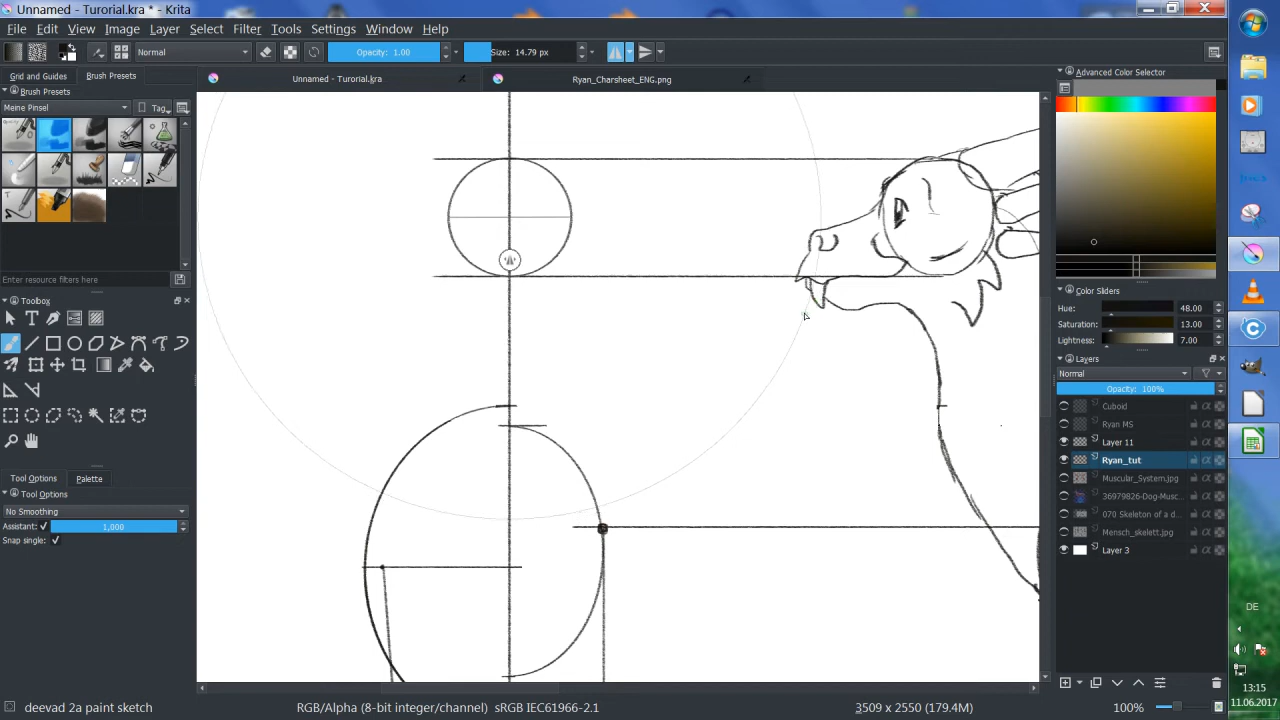 Unnamed - Turorial.kra * - Krita
File Edit View Image Layer Select Filter Tools Settings Window Help
Normal
Opacity: 1.00
Size: 14.79 px
Grid and Guides
Brush Presets
Unnamed - Turorial.kra
Ryan_Charsheet_ENG.png
Advanced Color Selector
Brush Presets
Meine Pinsel
Tag
Enter resource filters
Toolbox
Color Sliders
Hue: 48.00
Saturation: 13.00
Lightness: 7.00
Layers
Normal
Opacity: 100%
Cuboid
Ryan MS
Layer 11
Ryan_tut
Muscular_System.jpg
36979826-Dog-Musc...
070 Skeleton of a d...
Mensch_skelett.jpg
Layer 3
Tool Options
Palette
Tool Options
No Smoothing
Assistant: 1,000
Snap single:
DE
13:15
11.06.2017
deevad 2a paint sketch
RGB/Alpha (8-bit integer/channel) sRGB IEC61966-2.1
3509 x 2550 (179.4M)
100%